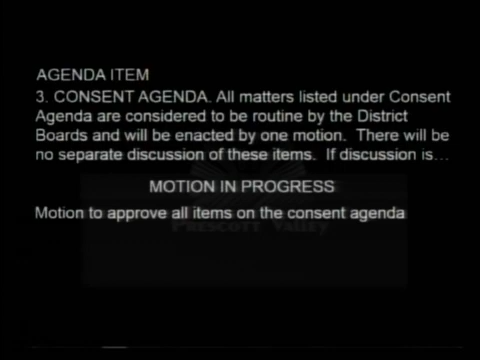 AGENDA ITEM
3. CONSENT AGENDA. All matters listed under Consent
Agenda are considered to be routine by the District
Boards and will be enacted by one motion.  There will be
no separate discussion of these items.  If discussion is...
MOTION IN PROGRESS
Motion to approve all items on the consent agenda
PRESCOTT VALLEY